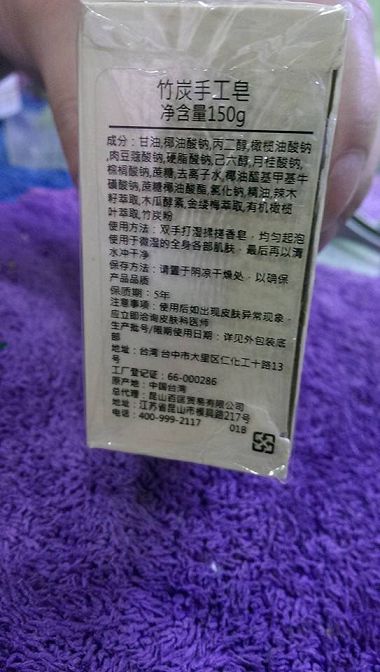 竹炭手工皂
净含量150g
成分：甘油,椰油酸钠,丙二醇,橄榄油酸钠
,肉豆蔻酸钠,硬脂酸钠,己六醇,月桂酸钠,
棕榈酸钠,蔗糖,去离子水,椰油酰基甲基牛
磺酸钠,蔗糖椰油酸酯,氯化钠,精油,辣木
籽萃取,木瓜酵素,金缕梅萃取,有机橄榄
叶萃取,竹炭粉
使用方法：双手打湿揉搓香皂，均匀起泡
使用于微湿的全身各部肌肤，最后再以清
水冲干净
保存方法：请置于阴凉干燥处，以确保
产品品质
保质期：5年
注意事项：使用后如出现皮肤异常现象，
应立即洽询皮肤科医师
生产批号/限期使用日期：详见外包装底
部
地址：台湾 台中市大里区仁化工十路13
号
工厂登记证：66-000286
原产地：中国台湾
总代理：昆山百匡贸易有限公司
地址：江苏省昆山市模具路217号
电话：400-999-2117 01B